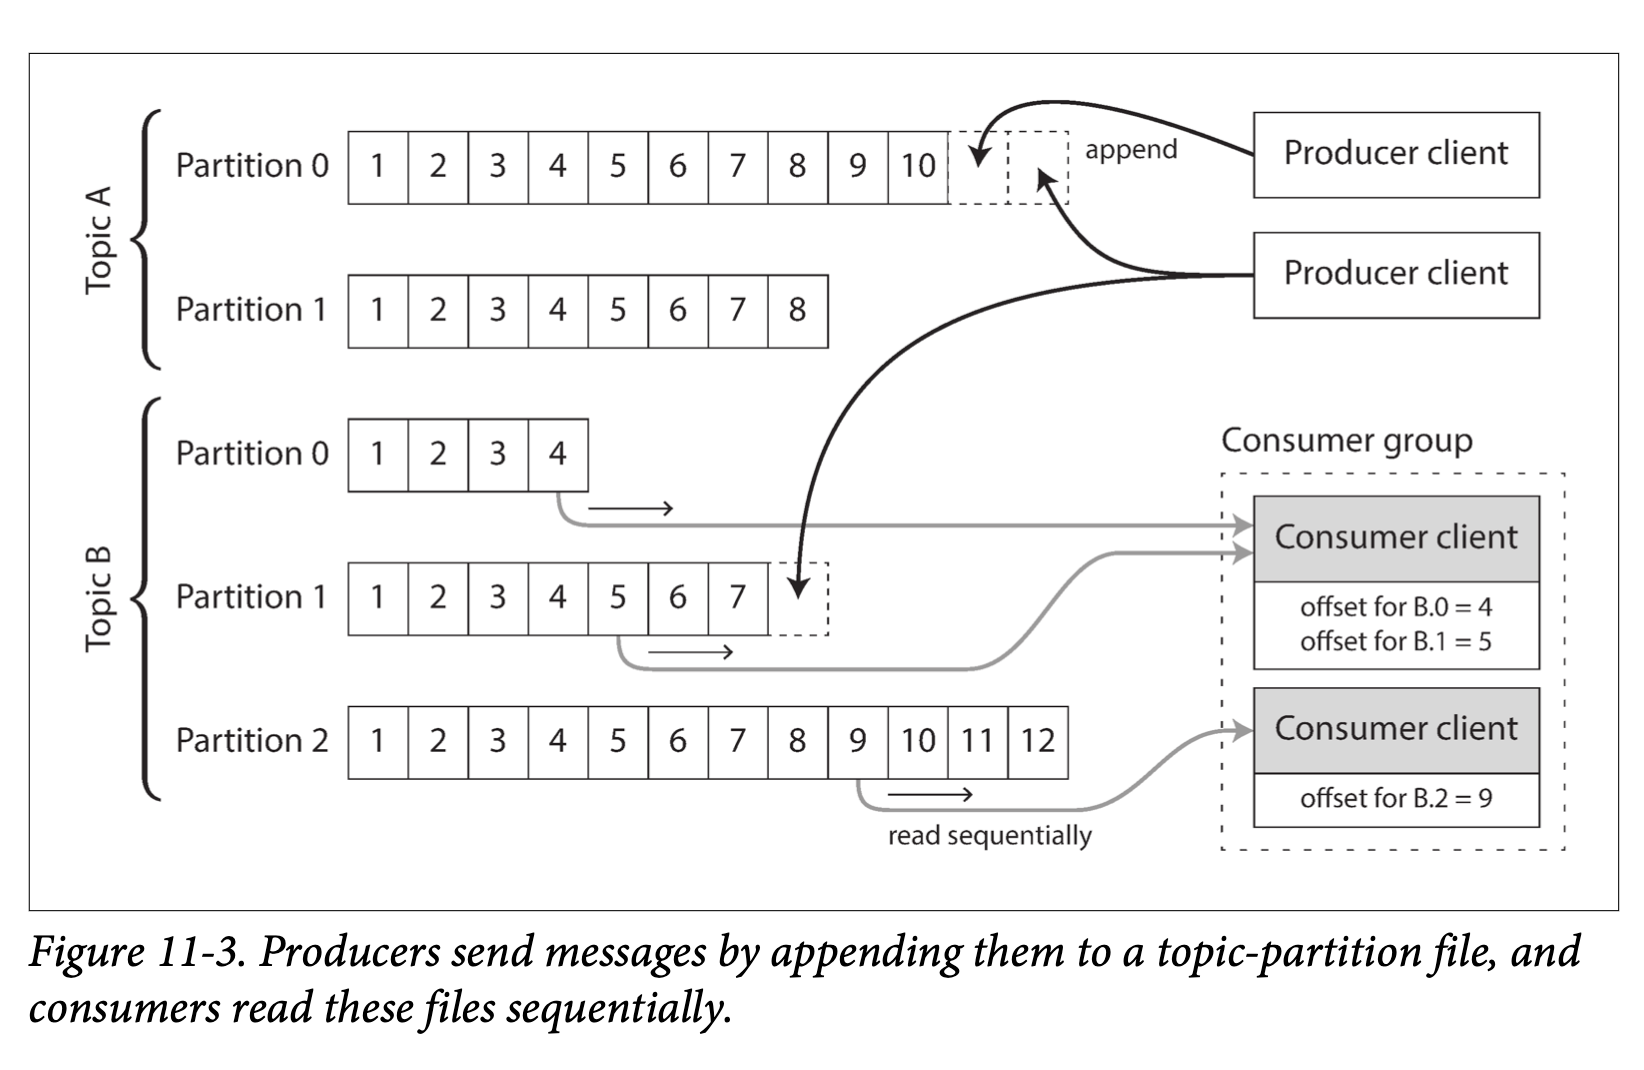 Topic A
Partition 0 1 2 3 4 5 6 7 8 9 10
append
Producer client
Producer client
Partition 1 1 2 3 4 5 6 7 8
Topic B
Partition 0 1 2 3 4
Partition 1 1 2 3 4 5 6 7
Partition 2 1 2 3 4 5 6 7 8 9 10 11 12
read sequentially
Consumer group
Consumer client
offset for B.0 = 4
offset for B.1 = 5
Consumer client
offset for B.2 = 9
Figure 11-3. Producers send messages by appending them to a topic-partition file, and
consumers read these files sequentially.